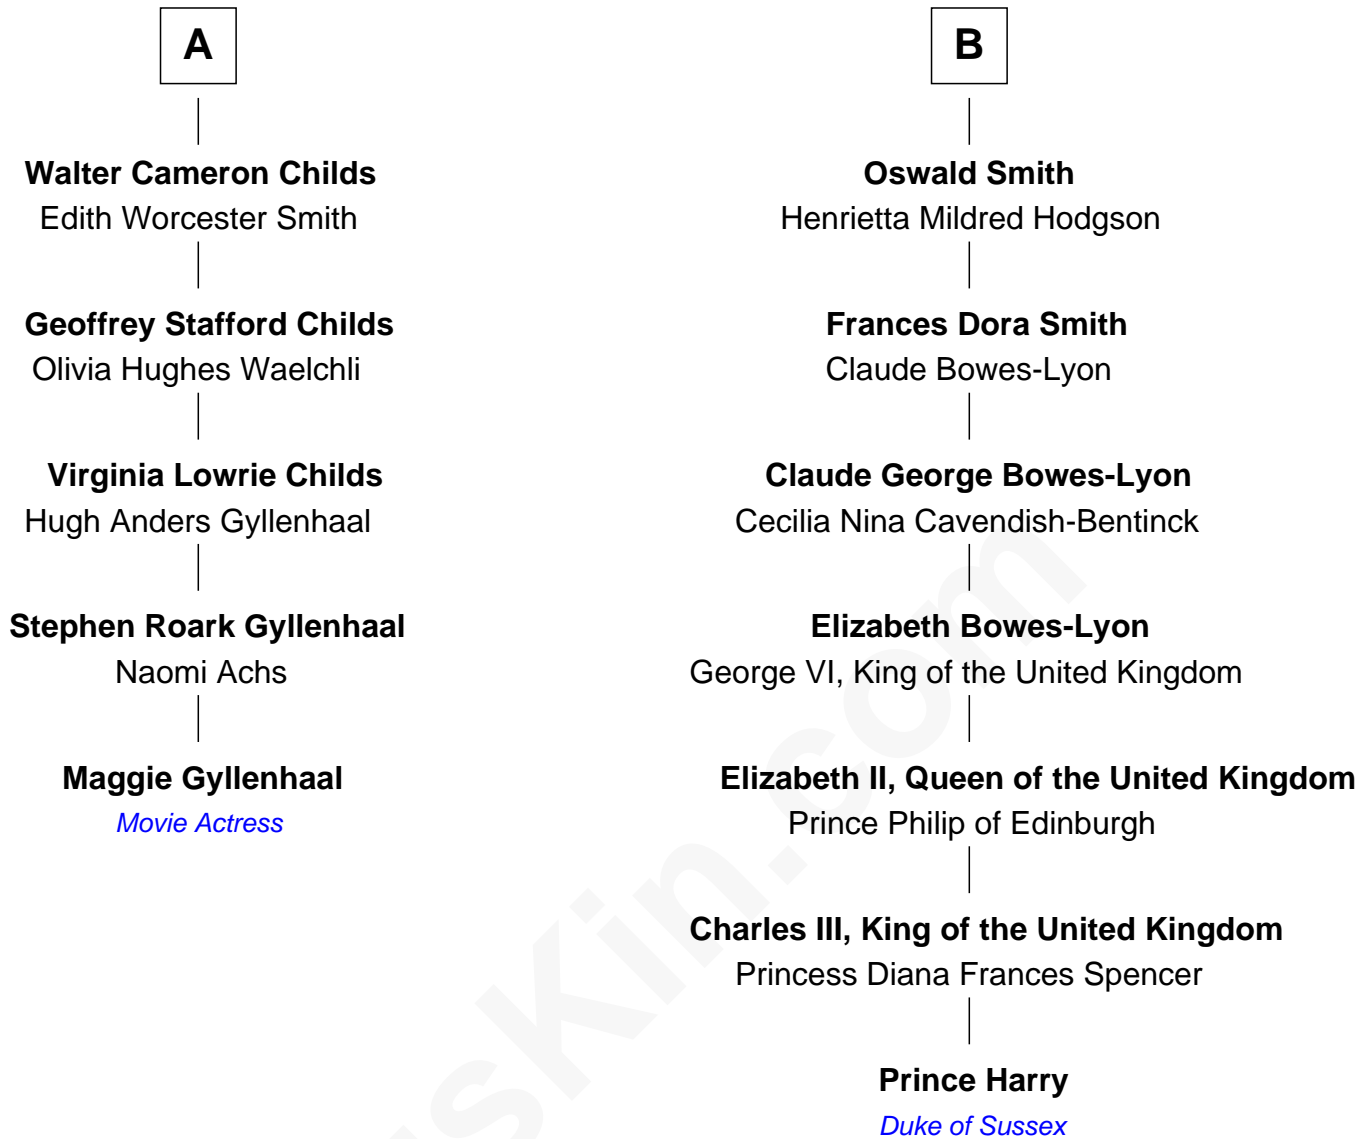 A
Walter Cameron Childs
Edith Worcester Smith
Geoffrey Stafford Childs
Olivia Hughes Waelchli
Virginia Lowrie Childs
Hugh Anders Gyllenhaal
Stephen Roark Gyllenhaal
Naomi Achs
Maggie Gyllenhaal
Movie Actress
B
Oswald Smith
Henrietta Mildred Hodgson
Frances Dora Smith
Claude Bowes-Lyon
Claude George Bowes-Lyon
Cecilia Nina Cavendish-Bentinck
Elizabeth Bowes-Lyon
George VI, King of the United Kingdom
Elizabeth II, Queen of the United Kingdom
Prince Philip of Edinburgh
Charles III, King of the United Kingdom
Princess Diana Frances Spencer
Prince Harry
Duke of Sussex